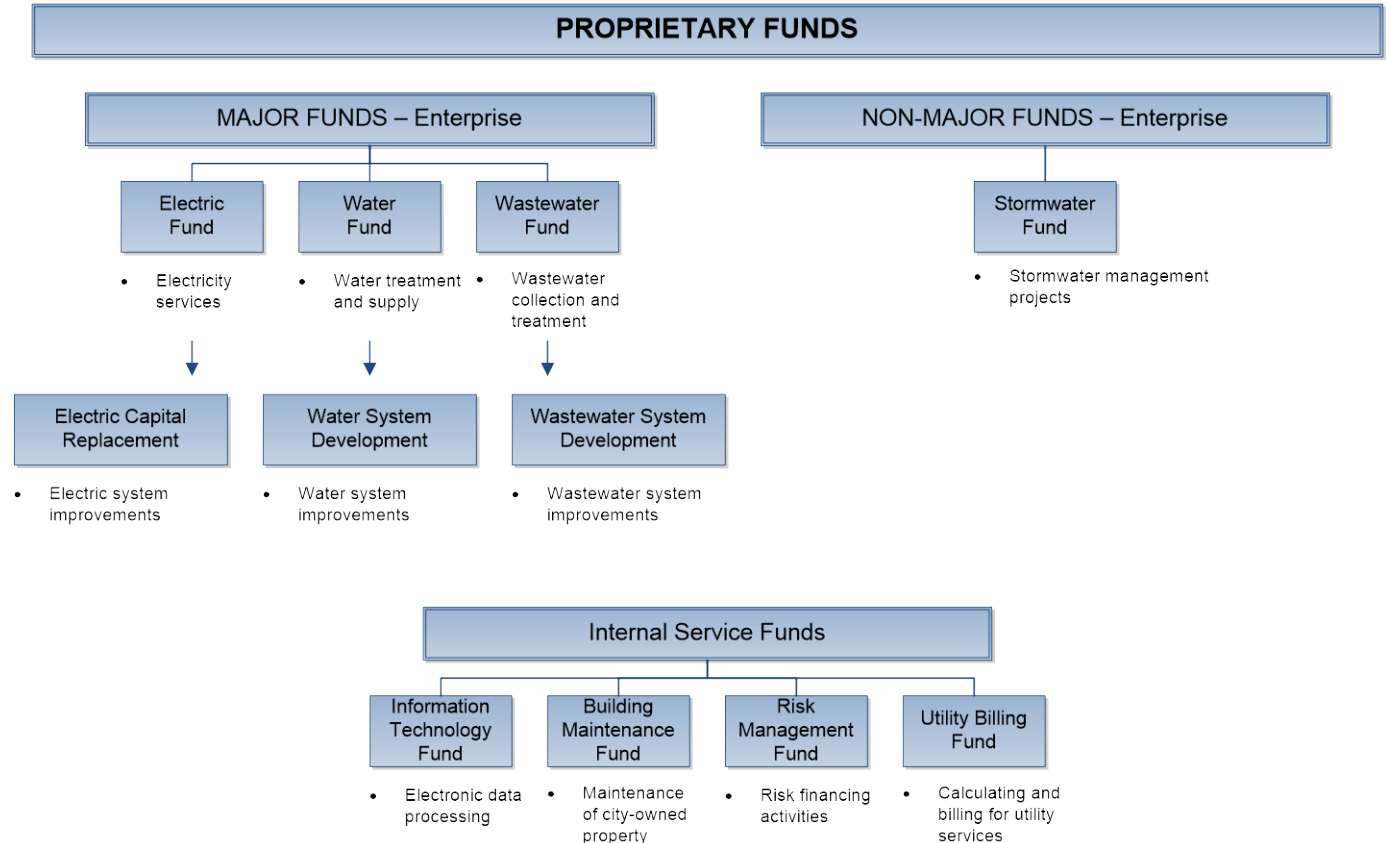 PROPRIETARY FUNDS
MAJOR FUNDS – Enterprise
Electric
Fund
• Electricity
services
Water
Fund
• Water treatment
and supply
Wastewater
Fund
• Wastewater
collection and
treatment
Electric Capital
Replacement
• Electric system
improvements
Water System
Development
• Water system
improvements
Wastewater System
Development
• Wastewater system
improvements
NON-MAJOR FUNDS – Enterprise
Stormwater
Fund
• Stormwater management
projects
Internal Service Funds
Information
Technology
Fund
• Electronic data
processing
Building
Maintenance
Fund
• Maintenance
of city-owned
property
Risk
Management
Fund
• Risk financing
activities
Utility Billing
Fund
• Calculating and
billing for utility
services